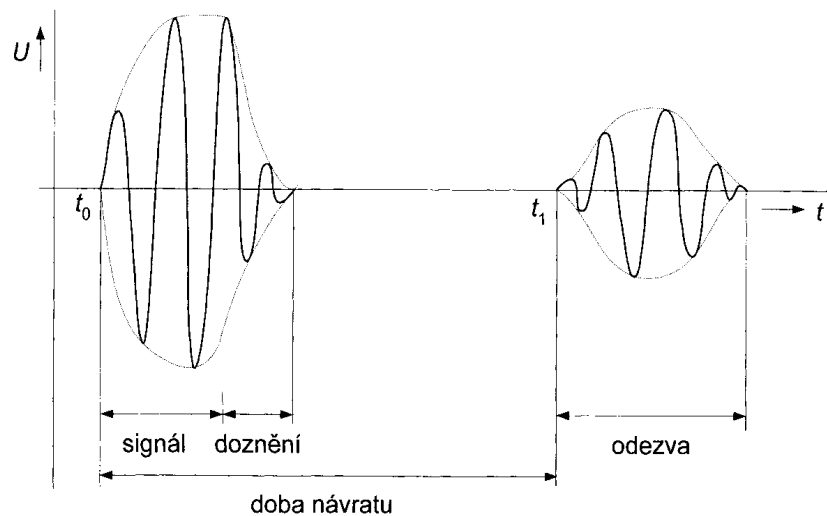 U
t0
t1
t
signál
doznění
odezva
doba návratu